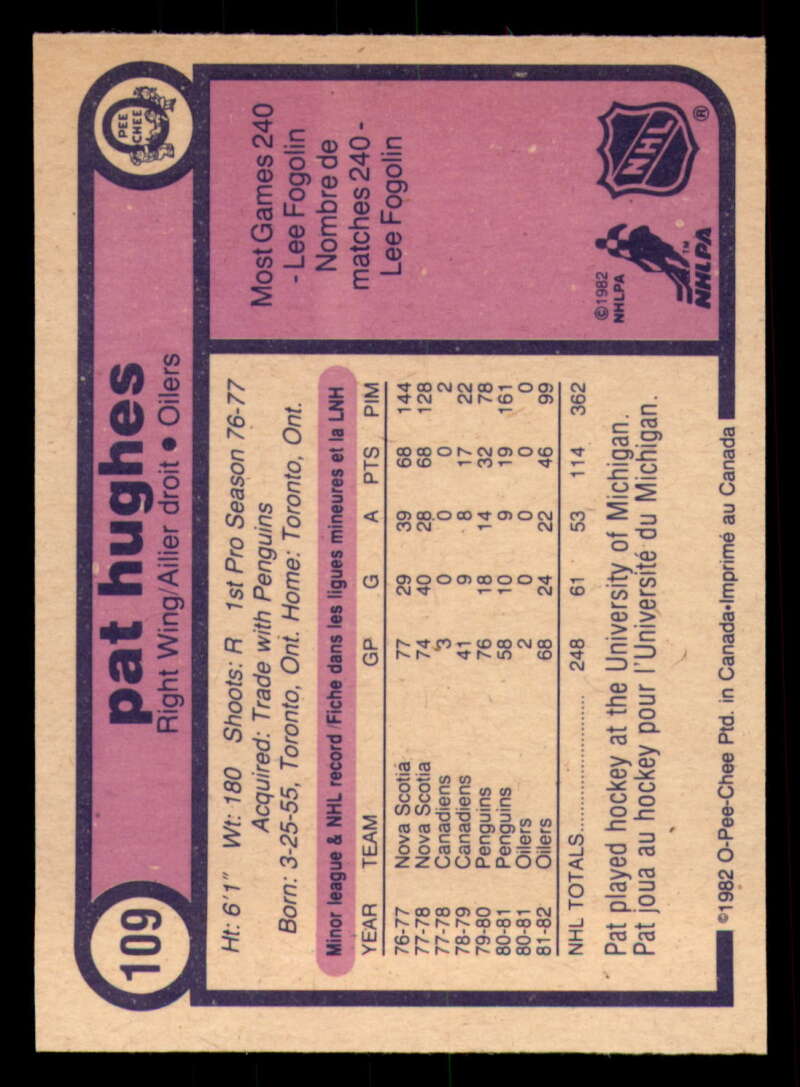 109
pat hughes
Right Wing/Ailier droit • Oilers
O
PEE
CHEE
Ht: 6'1" Wt: 180 Shoots: R 1st Pro Season 76-77
Acquired: Trade with Penguins
Born: 3-25-55, Toronto, Ont. Home: Toronto, Ont.
Minor league & NHL record/Fiche dans les ligues mineures et la LNH
YEAR TEAM GP G A PTS PIM
76-77 Nova Scotia 77 29 39 68 144
77-78 Nova Scotia 74 40 28 68 128
77-78 Canadiens 3 0 0 0 2
78-79 Canadiens 41 9 8 17 22
79-80 Penguins 76 18 14 32 78
80-81 Penguins 58 10 9 19 161
80-81 Oilers 2 0 0 0 0
81-82 Oilers 68 24 22 46 99
NHL TOTALS 248 61 53 114 362
Pat played hockey at the University of Michigan.
Pat joua au hockey pour l'Université du Michigan.
©1982 O-Pee-Chee Ptd. in Canada•Imprimé au Canada
Most Games 240
- Lee Fogolin
Nombre de
matches 240 -
Lee Fogolin
©1982
NHLPA
™
NHLPA
NHL
®